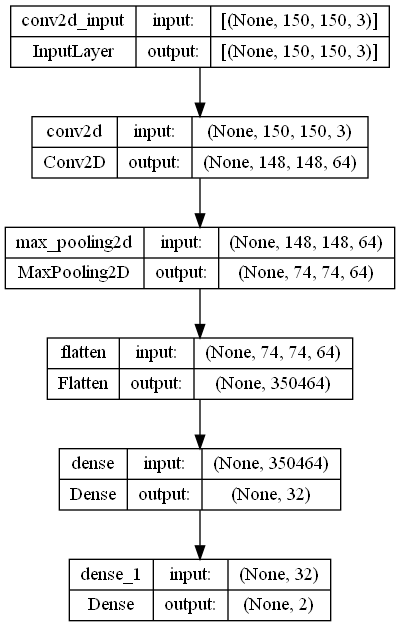 conv2d_input input: [(None, 150, 150, 3)]
InputLayer output: [(None, 150, 150, 3)]
conv2d input: (None, 150, 150, 3)
Conv2D output: (None, 148, 148, 64)
max_pooling2d input: (None, 148, 148, 64)
MaxPooling2D output: (None, 74, 74, 64)
flatten input: (None, 74, 74, 64)
Flatten output: (None, 350464)
dense input: (None, 350464)
Dense output: (None, 32)
dense_1 input: (None, 32)
Dense output: (None, 2)